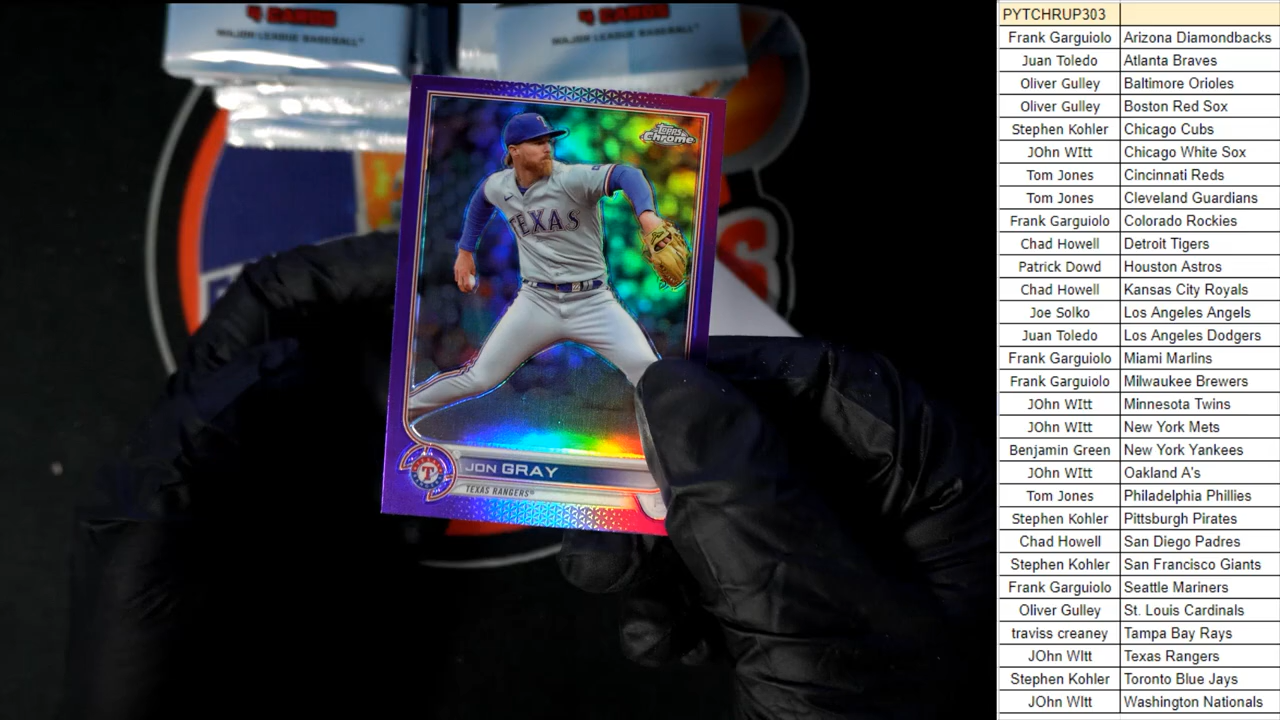 4 CARDS
MAJOR LEAGUE BASEBALL
4 CARDS
MAJOR LEAGUE BASEBALL
Topps
Chrome
TEXAS
T
JON GRAY
TEXAS RANGERS®
PYTCHRUP303
Frank Garguiolo Arizona Diamondbacks
Juan Toledo Atlanta Braves
Oliver Gulley Baltimore Orioles
Oliver Gulley Boston Red Sox
Stephen Kohler Chicago Cubs
JOhn WItt Chicago White Sox
Tom Jones Cincinnati Reds
Tom Jones Cleveland Guardians
Frank Garguiolo Colorado Rockies
Chad Howell Detroit Tigers
Patrick Dowd Houston Astros
Chad Howell Kansas City Royals
Joe Solko Los Angeles Angels
Juan Toledo Los Angeles Dodgers
Frank Garguiolo Miami Marlins
Frank Garguiolo Milwaukee Brewers
JOhn WItt Minnesota Twins
JOhn WItt New York Mets
Benjamin Green New York Yankees
JOhn WItt Oakland A's
Tom Jones Philadelphia Phillies
Stephen Kohler Pittsburgh Pirates
Chad Howell San Diego Padres
Stephen Kohler San Francisco Giants
Frank Garguiolo Seattle Mariners
Oliver Gulley St. Louis Cardinals
traviss creaney Tampa Bay Rays
JOhn WItt Texas Rangers
Stephen Kohler Toronto Blue Jays
JOhn WItt Washington Nationals